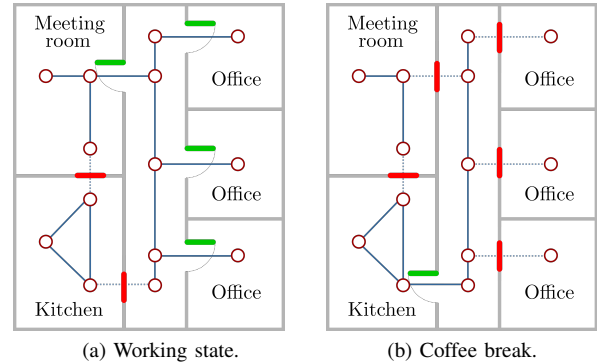 Meeting
room
Office
Office
Kitchen
Office
(a) Working state.
Meeting
room
Office
Office
Kitchen
Office
(b) Coffee break.